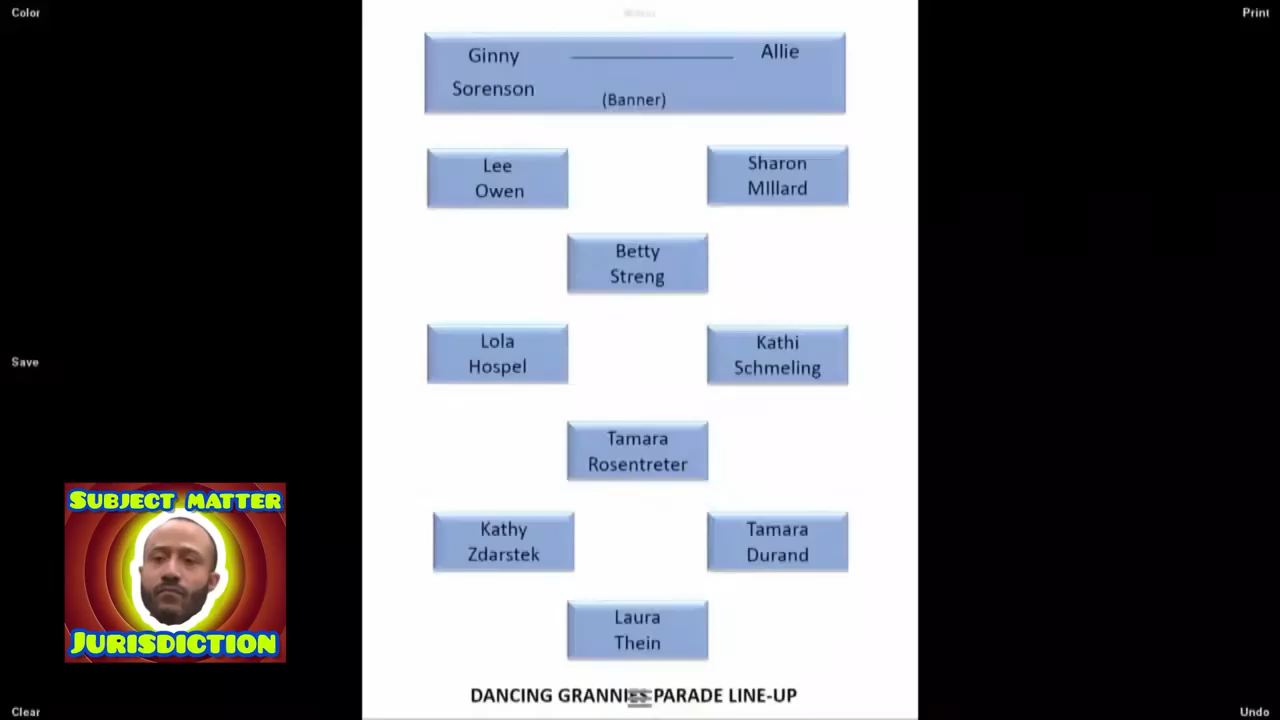 Color
Print
Ginny
Sorenson
Allie
(Banner)
Lee
Owen
Sharon
MIllard
Betty
Streng
Lola
Hospel
Kathi
Schmeling
Save
Tamara
Rosentreter
Kathy
Zdarstek
Tamara
Durand
SUBJECT MATTER
JURISDICTION
Laura
Thein
DANCING GRANNIES PARADE LINE-UP
Clear
Undo